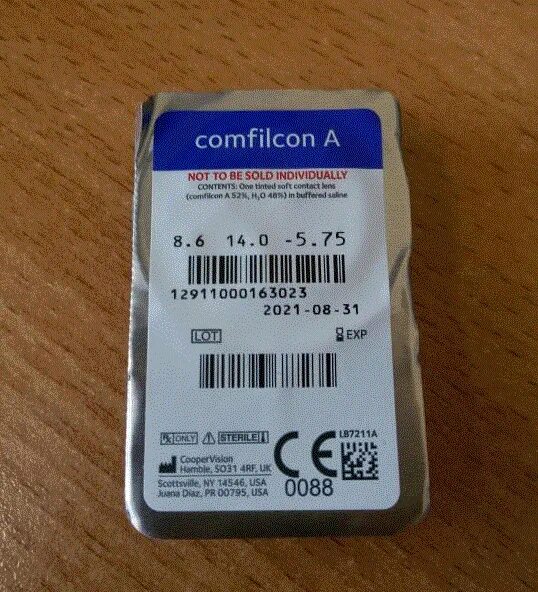 comfilcon A
NOT TO BE SOLD INDIVIDUALLY
CONTENTS: One tinted soft contact lens
(comfilcon A 52%, H₂O 48%) in buffered saline
8.6 14.0 -5.75
12911000163023
2021-08-31
LOT EXP
LB7211A
Rx ONLY STERILE
CE
CooperVision
Hamble, SO31 4RF, UK
Scottsville, NY 14546, USA
Juana Diaz, PR 00795, USA
0088